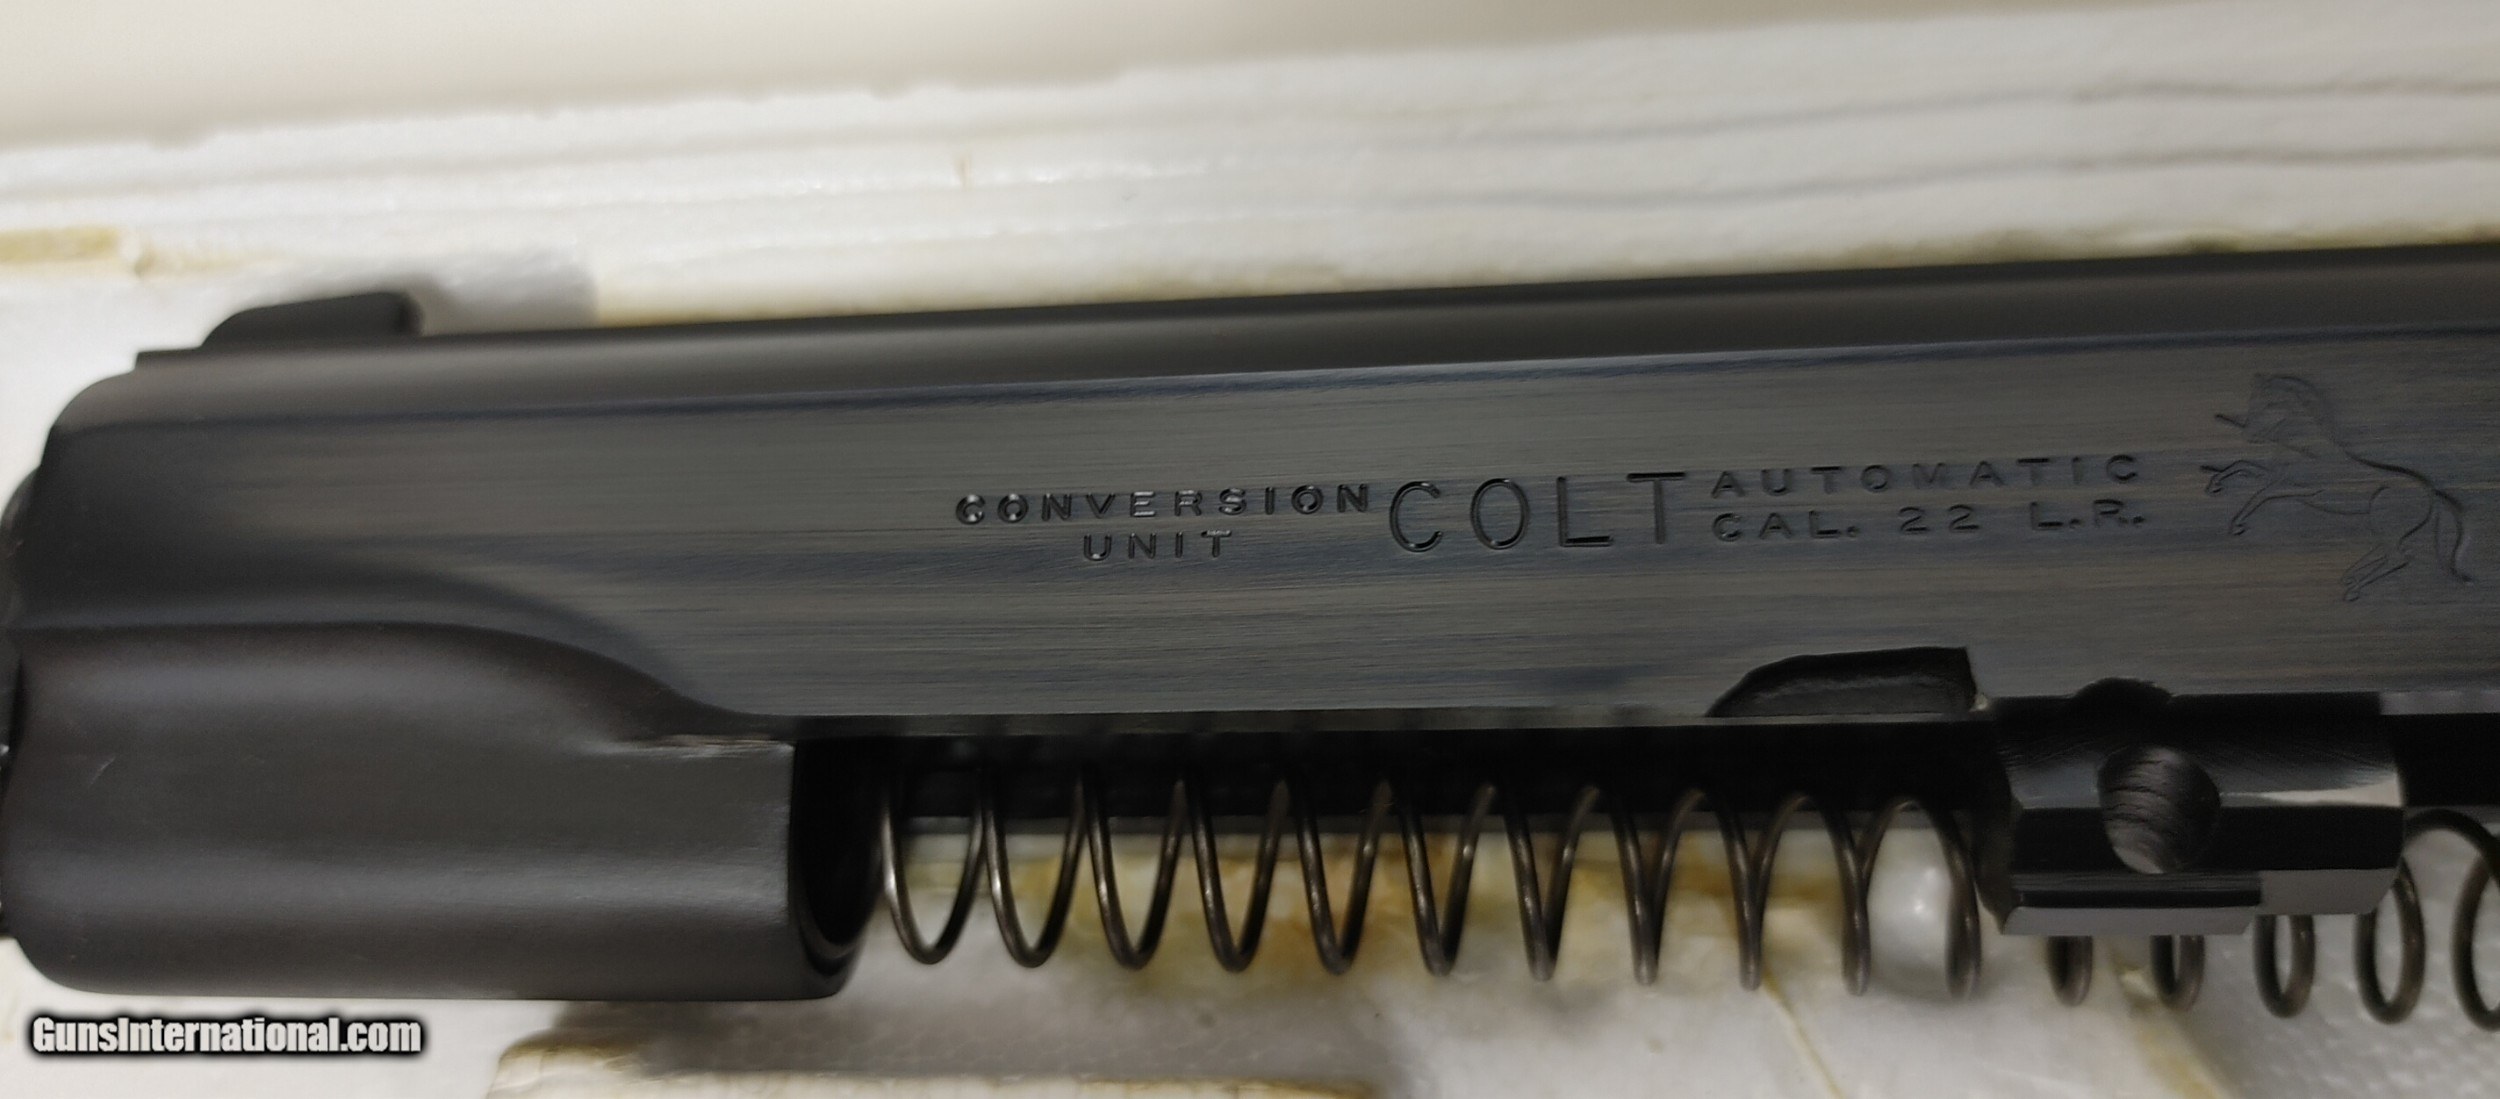 CONVERSION
UNIT
COLT
AUTOMATIC
CAL. 22 L.R.
GunsInternational.com